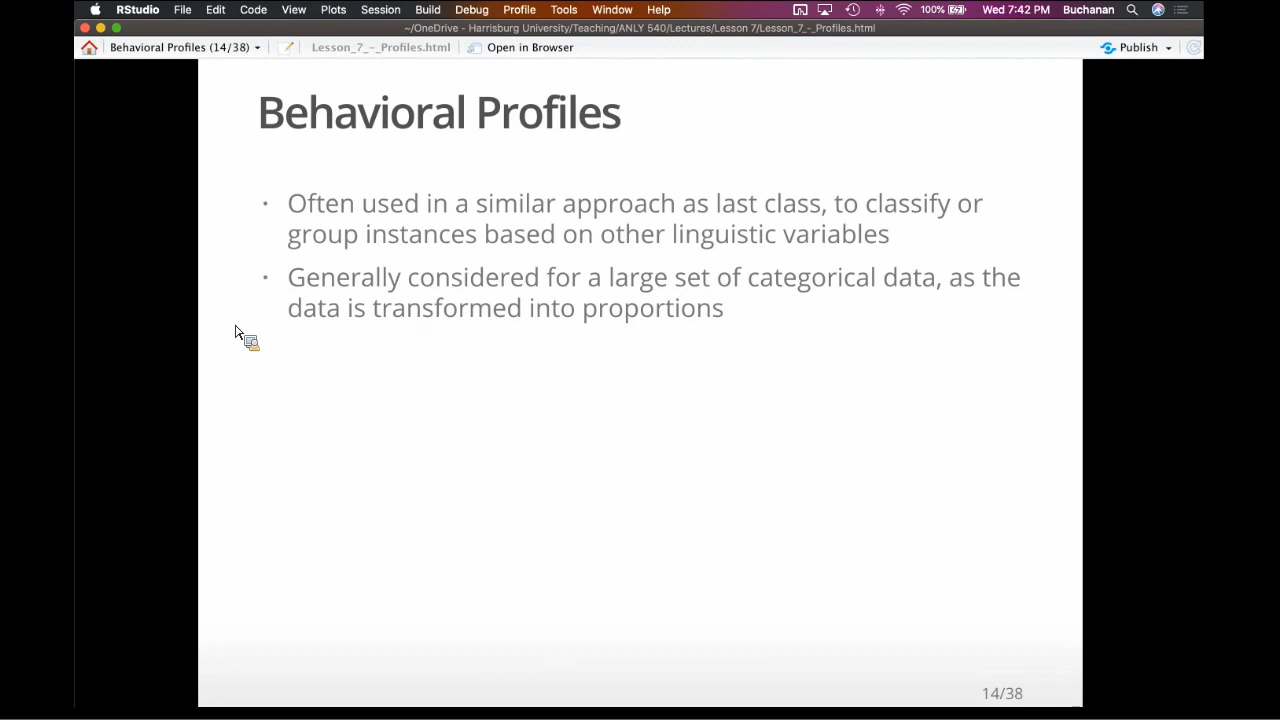 RStudio File Edit Code View Plots Session Build Debug Profile Tools Window Help 100% Wed 7:42 PM Buchanan
~/OneDrive - Harrisburg University/Teaching/ANLY 540/Lectures/Lesson 7/Lesson_7_-_Profiles.html
Behavioral Profiles (14/38) Lesson_7_-_Profiles.html Open in Browser Publish
Behavioral Profiles
• Often used in a similar approach as last class, to classify or
group instances based on other linguistic variables
• Generally considered for a large set of categorical data, as the
data is transformed into proportions
14/38